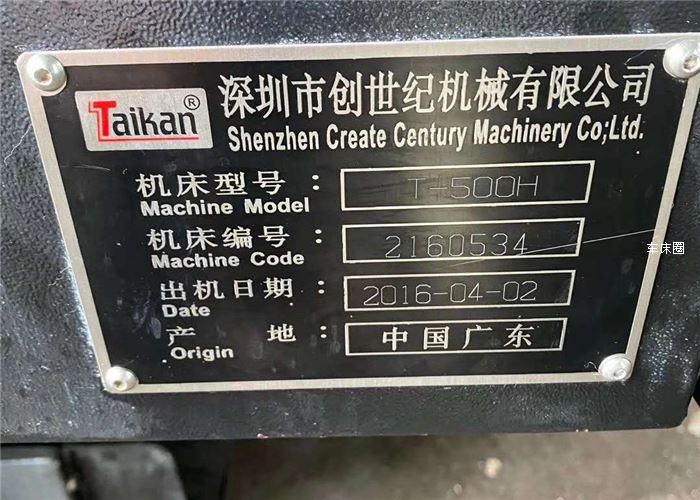 Taikan®
深圳市创世纪机械有限公司
Shenzhen Create Century Machinery Co;Ltd.
机床型号: T-500H
Machine Model
机床编号: 2160534
Machine Code
车床圈
出机日期: 2016-04-02
Date
产 地: 中国广东
Origin